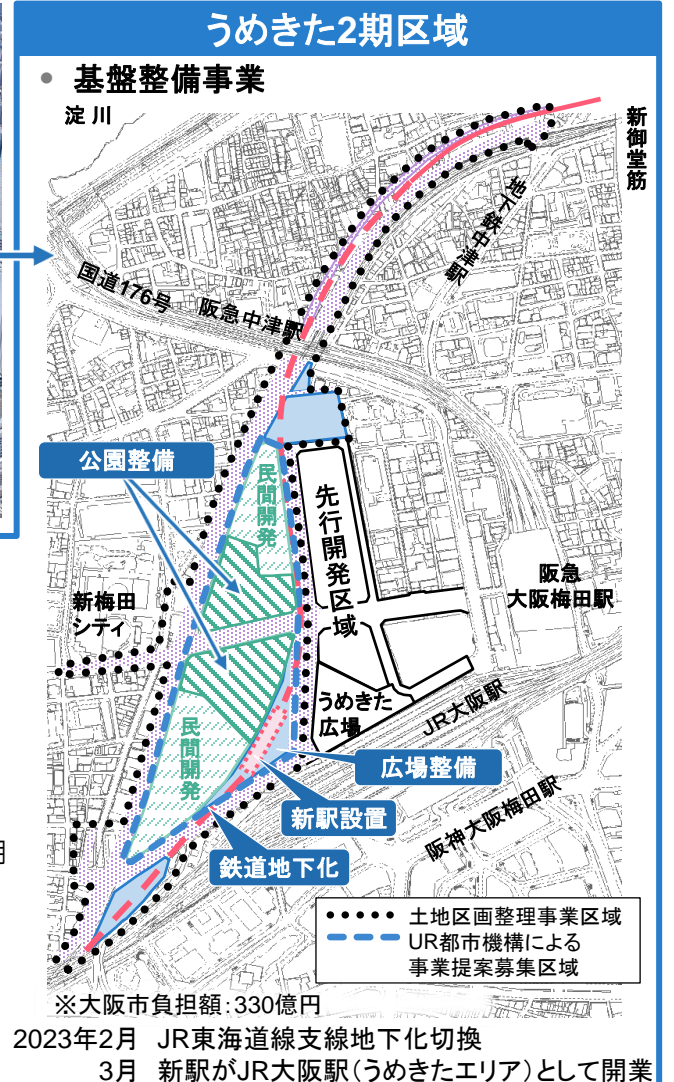 うめきた2期区域
• 基盤整備事業
淀川
新御堂筋
地下鉄中津駅
国道176号
阪急中津駅
公園整備
民間開発
先行開発区域
新梅田
シティ
阪急
大阪梅田駅
うめきた
広場
JR大阪駅
民間開発
広場整備
新駅設置
阪神大阪梅田駅
鉄道地下化
期
土地区画整理事業区域
UR都市機構による
事業提案募集区域
※大阪市負担額:330億円
2023年2月 JR東海道線支線地下化切換
3月 新駅がJR大阪駅(うめきたエリア)として開業